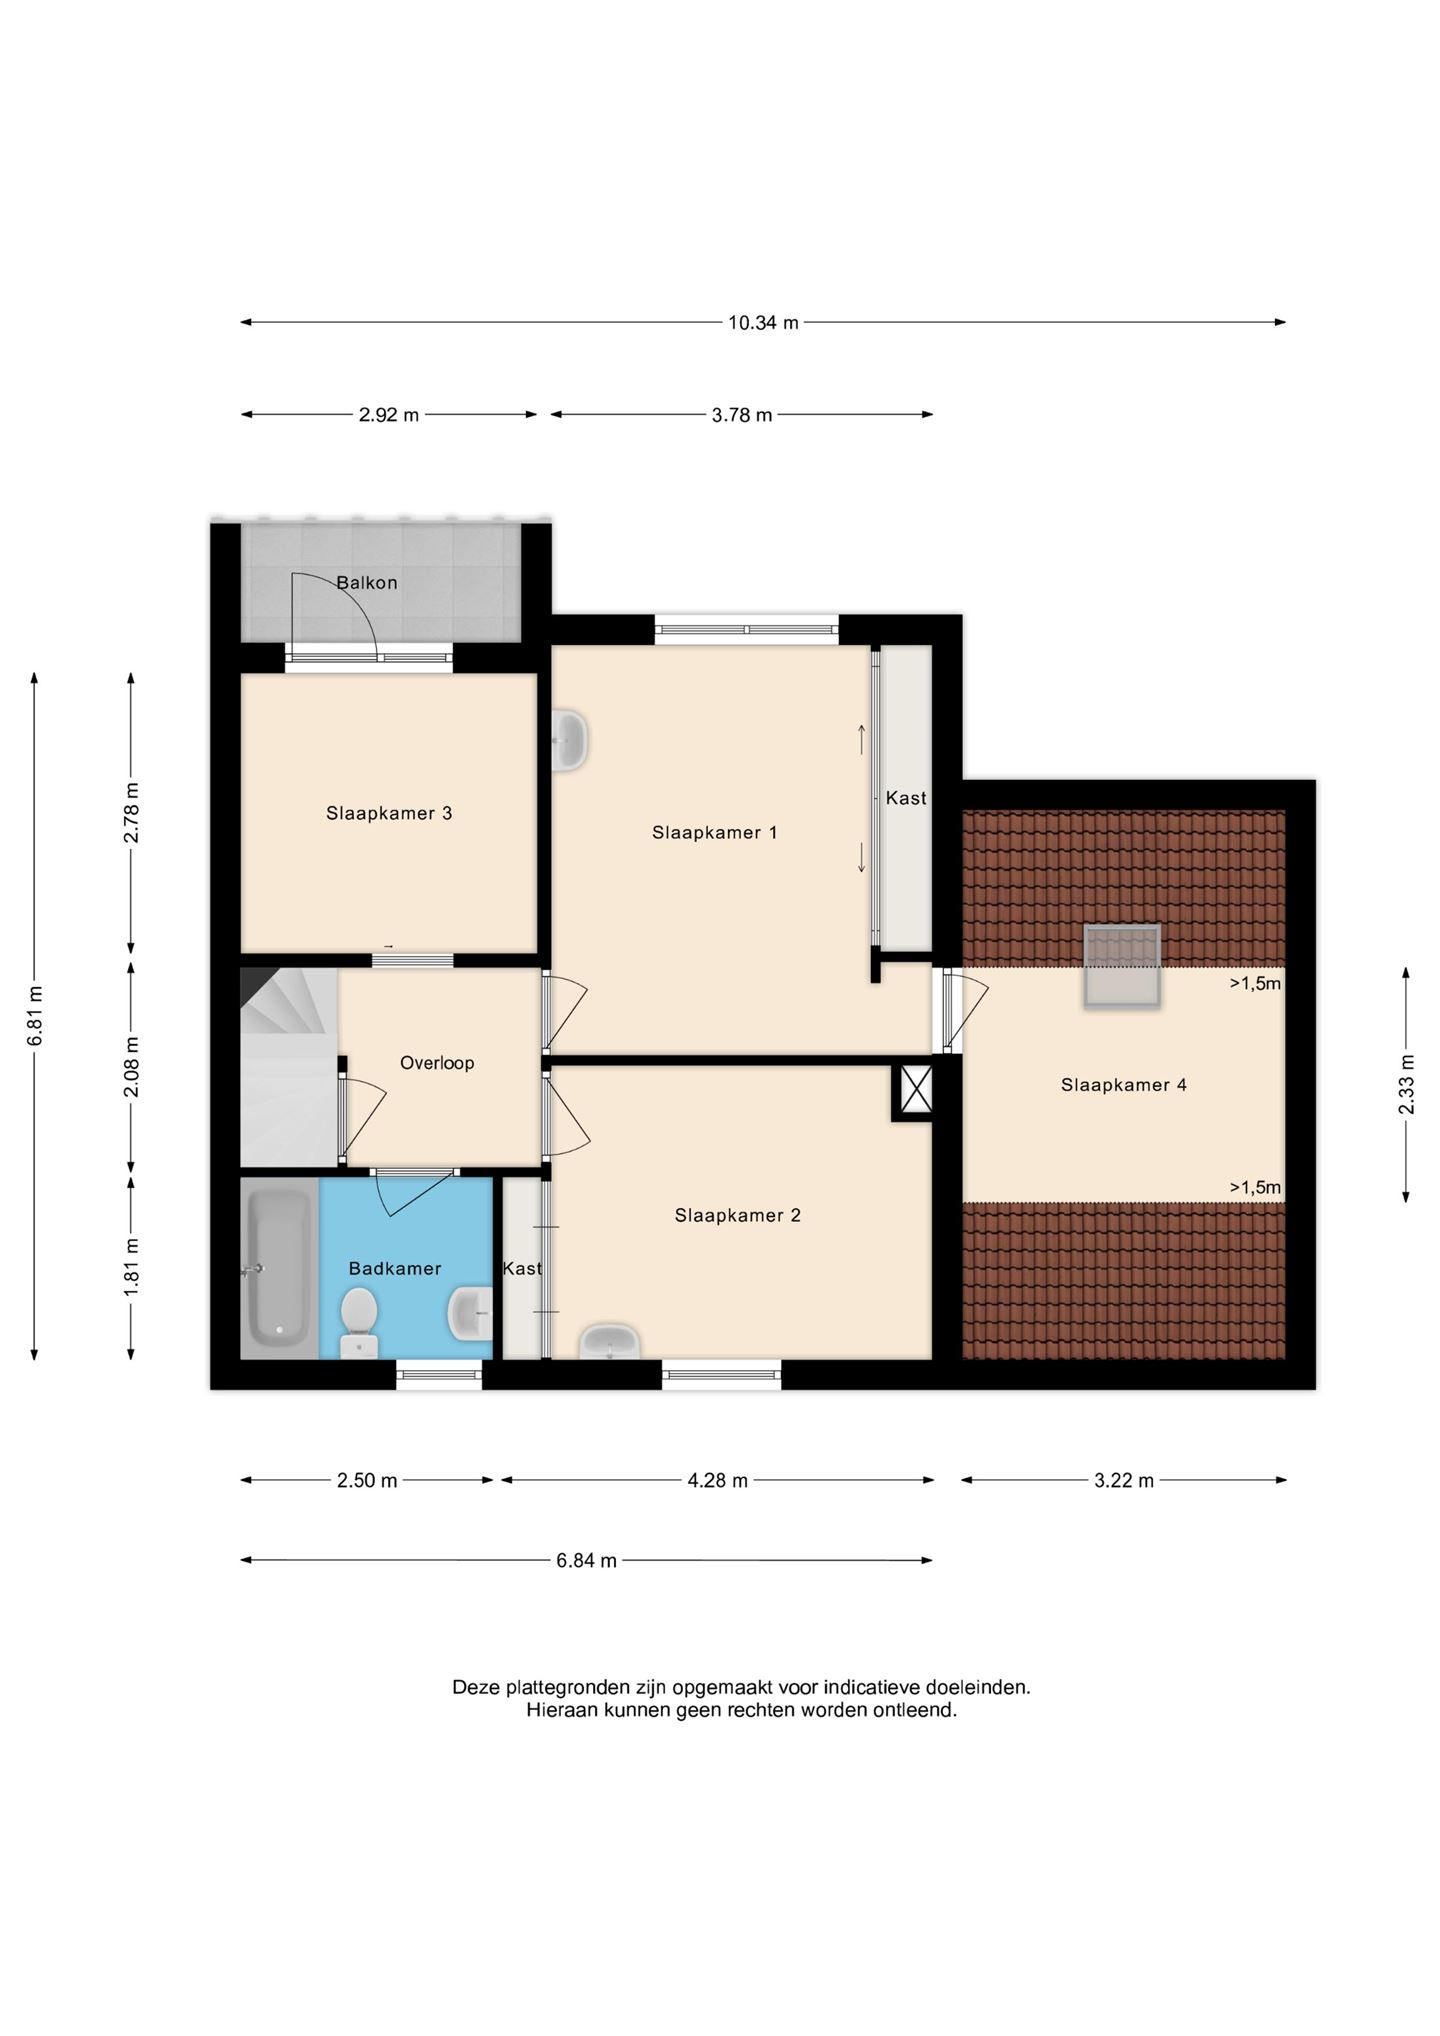 10.34 m
2.92 m
3.78 m
Balkon
Slaapkamer 3
Slaapkamer 1
Kast
2.78 m
6.81 m
2.08 m
1.81 m
Overloop
>1,5m
Slaapkamer 4
2.33 m
>1,5m
Slaapkamer 2
Badkamer
Kast
2.50 m
4.28 m
3.22 m
6.84 m
Deze plattegronden zijn opgemaakt voor indicatieve doeleinden.
Hieraan kunnen geen rechten worden ontleend.